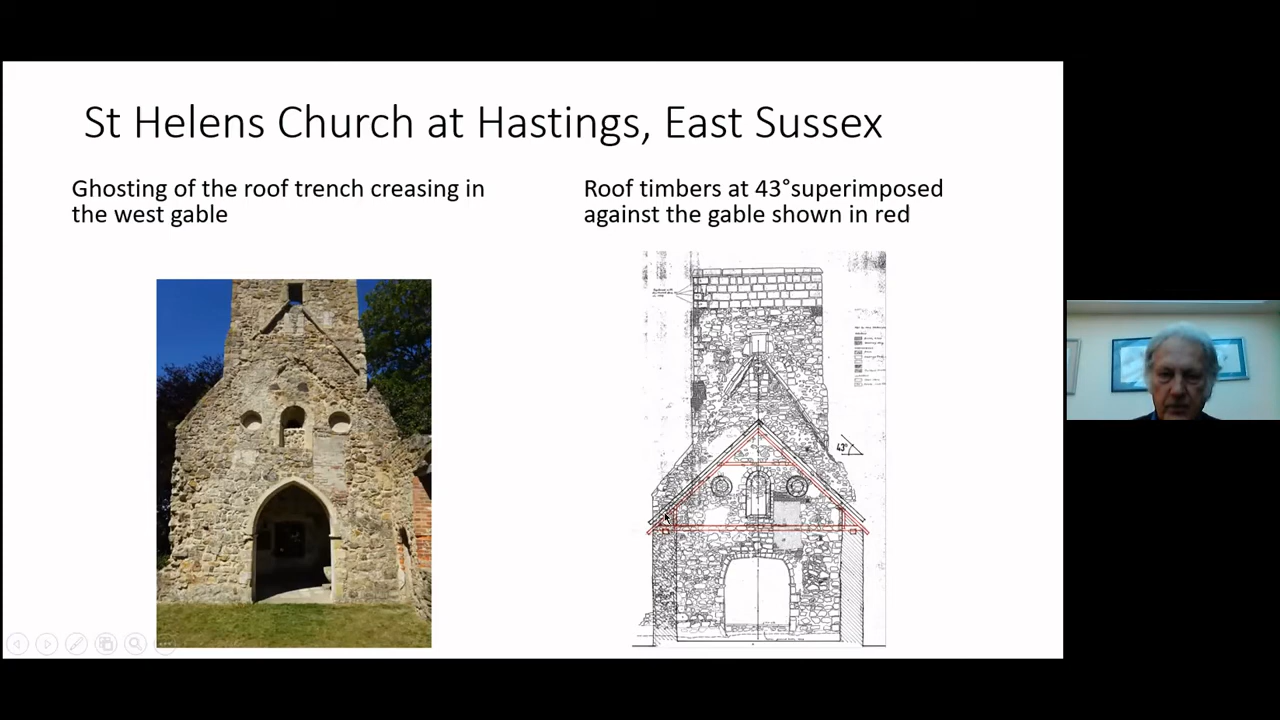 St Helens Church at Hastings, East Sussex
Ghosting of the roof trench creasing in
the west gable
Roof timbers at 43°superimposed
against the gable shown in red
43°